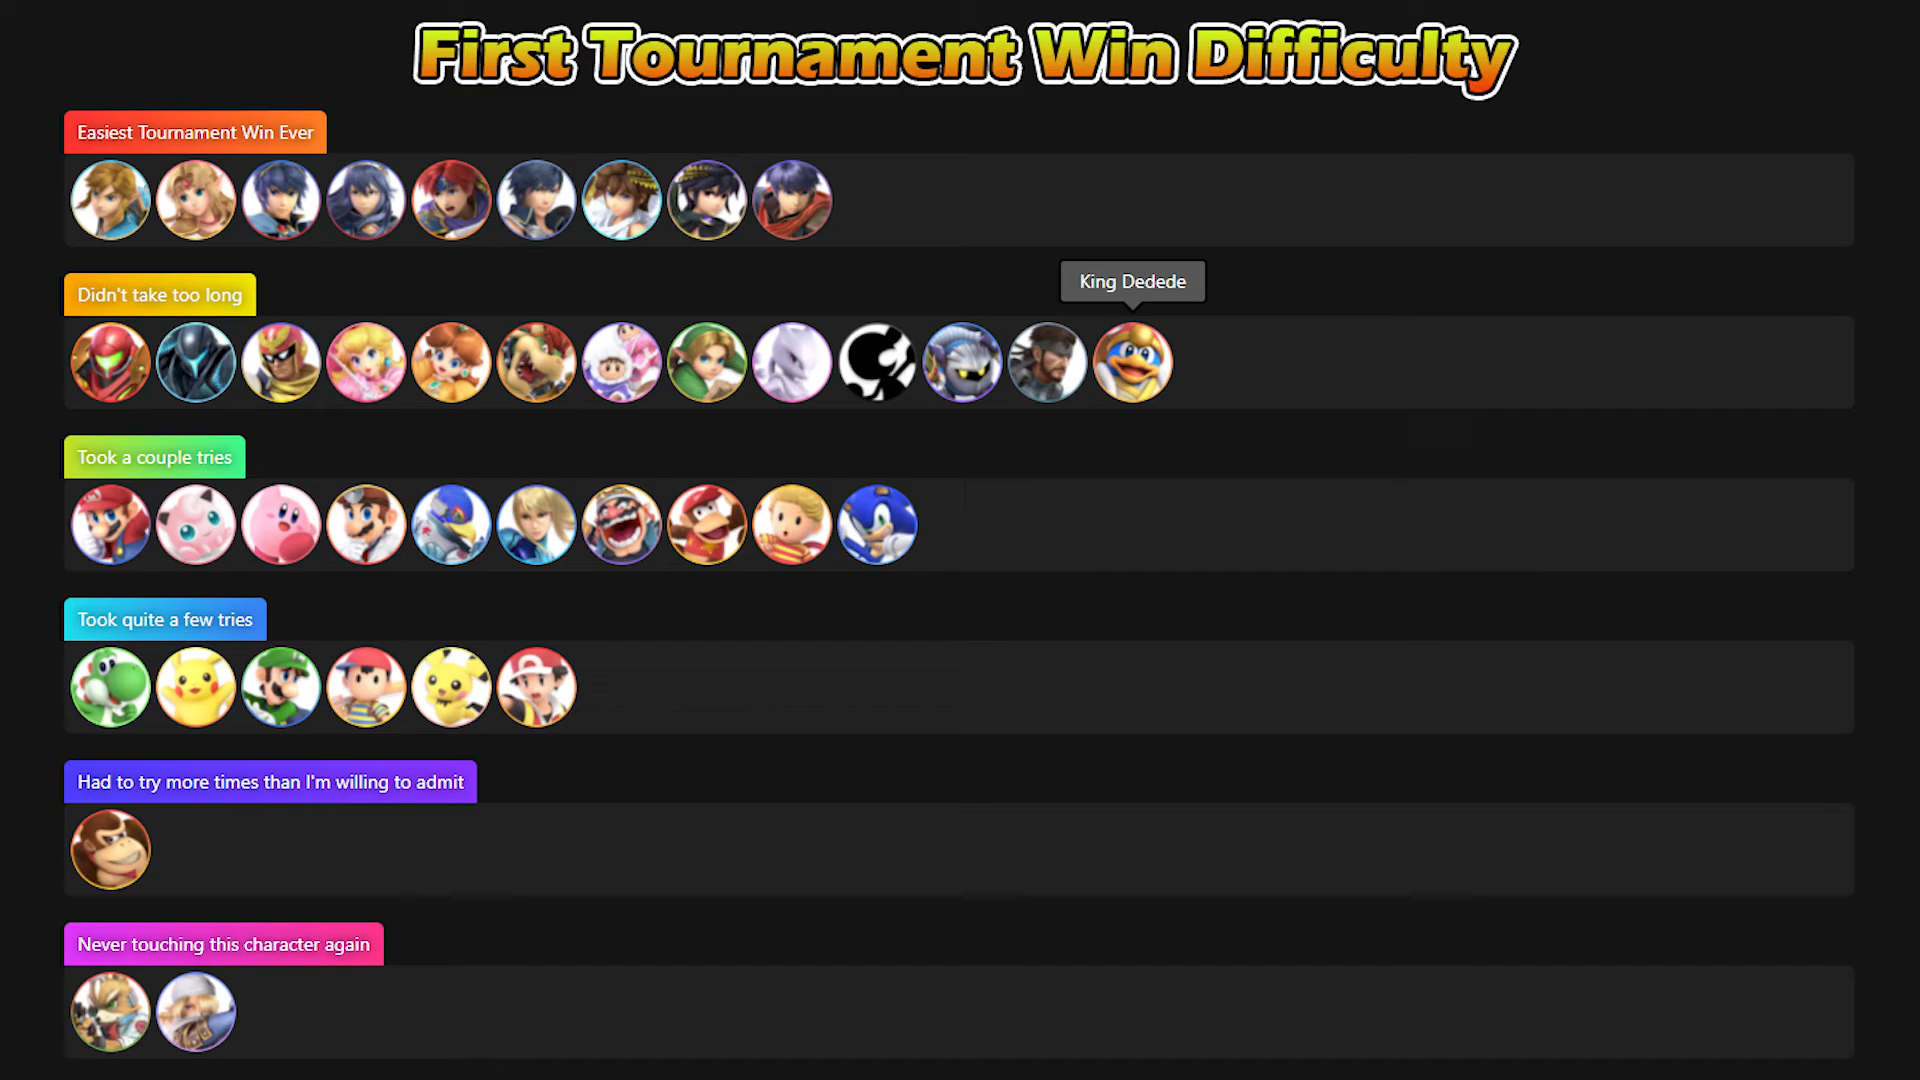 First Tournament Win Difficulty
Easiest Tournament Win Ever
Didn't take too long
King Dedede
Took a couple tries
Took quite a few tries
Had to try more times than I'm willing to admit
Never touching this character again